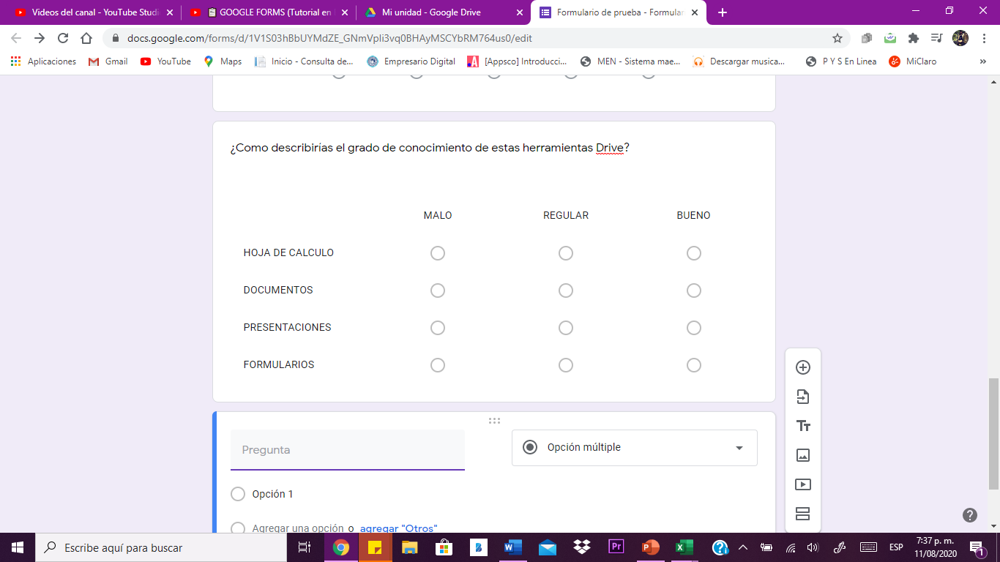 Videos del canal - YouTube Studi
GOOGLE FORMS (Tutorial en
Mi unidad - Google Drive
Formulario de prueba - Formular
docs.google.com/forms/d/1V1S03hBbUYMdZE_GNmVpIi3vq0BHAyMSCYbRM764us0/edit
Aplicaciones
Gmail
YouTube
Maps
Inicio - Consulta de...
Empresario Digital
[Appsco] Introducci...
MEN - Sistema mae...
Descargar musica...
P Y S En Linea
MiClaro
»
¿Como describirías el grado de conocimiento de estas herramientas Drive?
MALO REGULAR BUENO
HOJA DE CALCULO
DOCUMENTOS
PRESENTACIONES
FORMULARIOS
Pregunta
Opción múltiple
Opción 1
Agregar una opción o agregar "Otros"
Escribe aquí para buscar
ESP
7:37 p. m.
11/08/2020
1